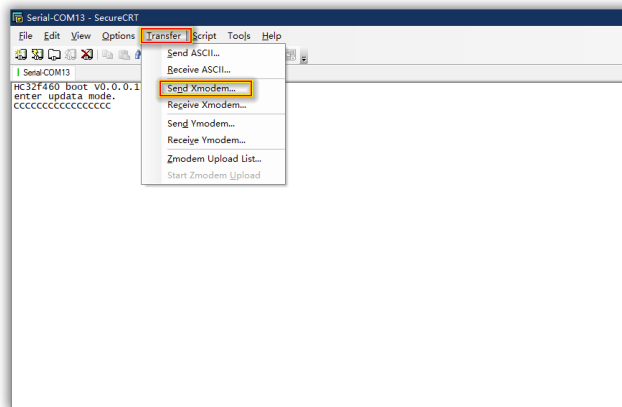 Serial-COM13 - SecureCRT
File Edit View Options Transfer Script Tools Help
Serial-COM13
Send ASCII...
Receive ASCII...
Send Xmodem...
Receive Xmodem...
Send Ymodem...
Receive Ymodem...
Zmodem Upload List...
Start Zmodem Upload
HC32f460 boot v0.0.0.1
enter updata mode.
CCCCCCCCCCCCCCCCC